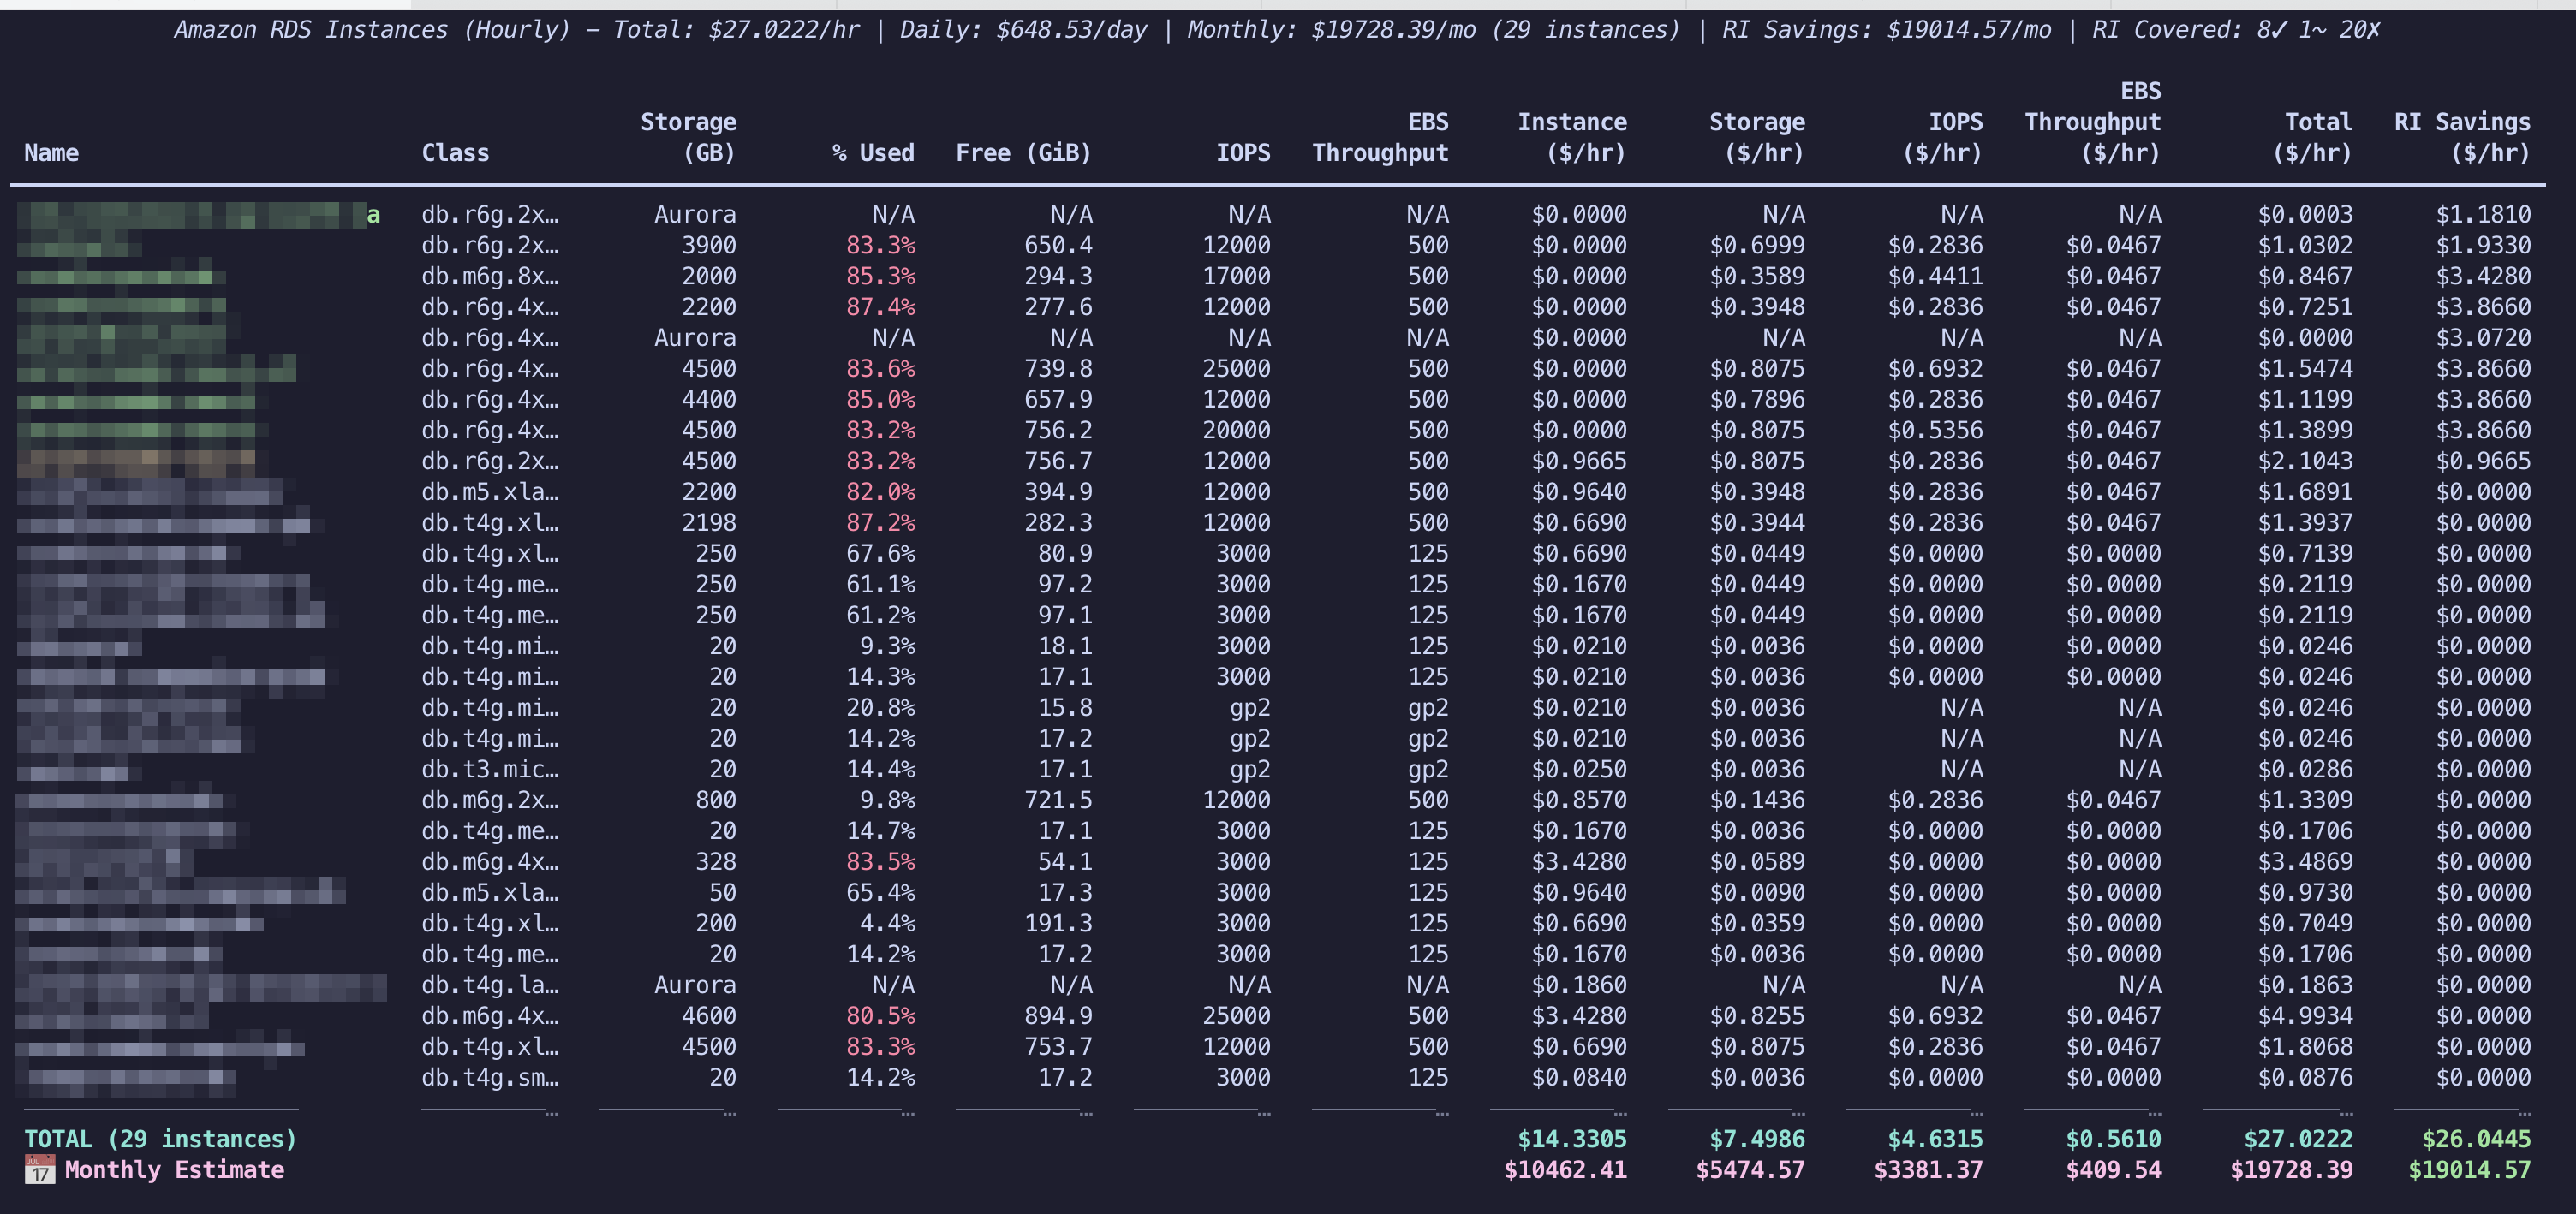 Amazon RDS Instances (Hourly) – Total: $27.0222/hr | Daily: $648.53/day | Monthly: $19728.39/mo (29 instances) | RI Savings: $19014.57/mo | RI Covered: 8✓ 1~ 20✗
EBS
Storage EBS Instance Storage IOPS Throughput Total RI Savings
Name Class (GB) % Used Free (GiB) IOPS Throughput ($/hr) ($/hr) ($/hr) ($/hr) ($/hr) ($/hr)
a db.r6g.2x… Aurora N/A N/A N/A N/A $0.0000 N/A N/A N/A $0.0003 $1.1810
db.r6g.2x… 3900 83.3% 650.4 12000 500 $0.0000 $0.6999 $0.2836 $0.0467 $1.0302 $1.9330
db.m6g.8x… 2000 85.3% 294.3 17000 500 $0.0000 $0.3589 $0.4411 $0.0467 $0.8467 $3.4280
db.r6g.4x… 2200 87.4% 277.6 12000 500 $0.0000 $0.3948 $0.2836 $0.0467 $0.7251 $3.8660
db.r6g.4x… Aurora N/A N/A N/A N/A $0.0000 N/A N/A N/A $0.0000 $3.0720
db.r6g.4x… 4500 83.6% 739.8 25000 500 $0.0000 $0.8075 $0.6932 $0.0467 $1.5474 $3.8660
db.r6g.4x… 4400 85.0% 657.9 12000 500 $0.0000 $0.7896 $0.2836 $0.0467 $1.1199 $3.8660
db.r6g.4x… 4500 83.2% 756.2 20000 500 $0.0000 $0.8075 $0.5356 $0.0467 $1.3899 $3.8660
db.r6g.2x… 4500 83.2% 756.7 12000 500 $0.9665 $0.8075 $0.2836 $0.0467 $2.1043 $0.9665
db.m5.xla… 2200 82.0% 394.9 12000 500 $0.9640 $0.3948 $0.2836 $0.0467 $1.6891 $0.0000
db.t4g.xl… 2198 87.2% 282.3 12000 500 $0.6690 $0.3944 $0.2836 $0.0467 $1.3937 $0.0000
db.t4g.xl… 250 67.6% 80.9 3000 125 $0.6690 $0.0449 $0.0000 $0.0000 $0.7139 $0.0000
db.t4g.me… 250 61.1% 97.2 3000 125 $0.1670 $0.0449 $0.0000 $0.0000 $0.2119 $0.0000
db.t4g.me… 250 61.2% 97.1 3000 125 $0.1670 $0.0449 $0.0000 $0.0000 $0.2119 $0.0000
db.t4g.mi… 20 9.3% 18.1 3000 125 $0.0210 $0.0036 $0.0000 $0.0000 $0.0246 $0.0000
db.t4g.mi… 20 14.3% 17.1 3000 125 $0.0210 $0.0036 $0.0000 $0.0000 $0.0246 $0.0000
db.t4g.mi… 20 20.8% 15.8 gp2 gp2 $0.0210 $0.0036 N/A N/A $0.0246 $0.0000
db.t4g.mi… 20 14.2% 17.2 gp2 gp2 $0.0210 $0.0036 N/A N/A $0.0246 $0.0000
db.t3.mic… 20 14.4% 17.1 gp2 gp2 $0.0250 $0.0036 N/A N/A $0.0286 $0.0000
db.m6g.2x… 800 9.8% 721.5 12000 500 $0.8570 $0.1436 $0.2836 $0.0467 $1.3309 $0.0000
db.t4g.me… 20 14.7% 17.1 3000 125 $0.1670 $0.0036 $0.0000 $0.0000 $0.1706 $0.0000
db.m6g.4x… 328 83.5% 54.1 3000 125 $3.4280 $0.0589 $0.0000 $0.0000 $3.4869 $0.0000
db.m5.xla… 50 65.4% 17.3 3000 125 $0.9640 $0.0090 $0.0000 $0.0000 $0.9730 $0.0000
db.t4g.xl… 200 4.4% 191.3 3000 125 $0.6690 $0.0359 $0.0000 $0.0000 $0.7049 $0.0000
db.t4g.me… 20 14.2% 17.2 3000 125 $0.1670 $0.0036 $0.0000 $0.0000 $0.1706 $0.0000
db.t4g.la… Aurora N/A N/A N/A N/A $0.1860 N/A N/A N/A $0.1863 $0.0000
db.m6g.4x… 4600 80.5% 894.9 25000 500 $3.4280 $0.8255 $0.6932 $0.0467 $4.9934 $0.0000
db.t4g.xl… 4500 83.3% 753.7 12000 500 $0.6690 $0.8075 $0.2836 $0.0467 $1.8068 $0.0000
db.t4g.sm… 20 14.2% 17.2 3000 125 $0.0840 $0.0036 $0.0000 $0.0000 $0.0876 $0.0000
… … … … … … … … … … … …
TOTAL (29 instances) $14.3305 $7.4986 $4.6315 $0.5610 $27.0222 $26.0445
JUL 17 Monthly Estimate $10462.41 $5474.57 $3381.37 $409.54 $19728.39 $19014.57